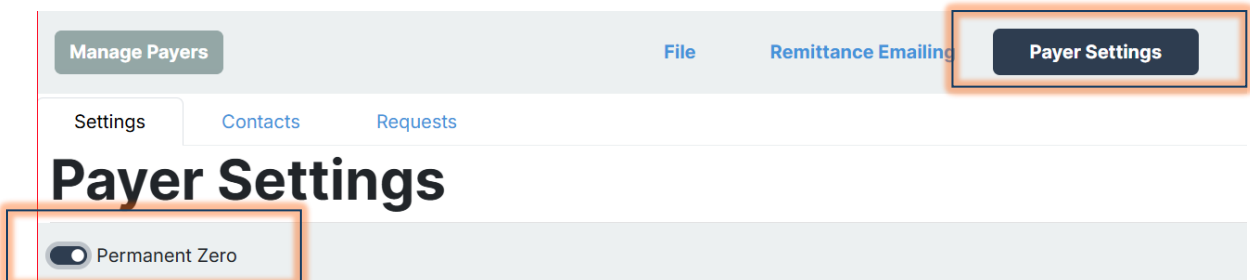 Manage Payers File Remittance Emailing Payer Settings
Settings Contacts Requests
Payer Settings
Permanent Zero